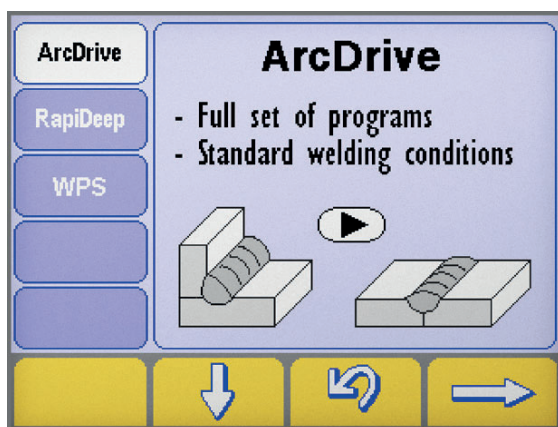 ArcDrive
RapiDeep
WPS
ArcDrive
- Full set of programs
- Standard welding conditions